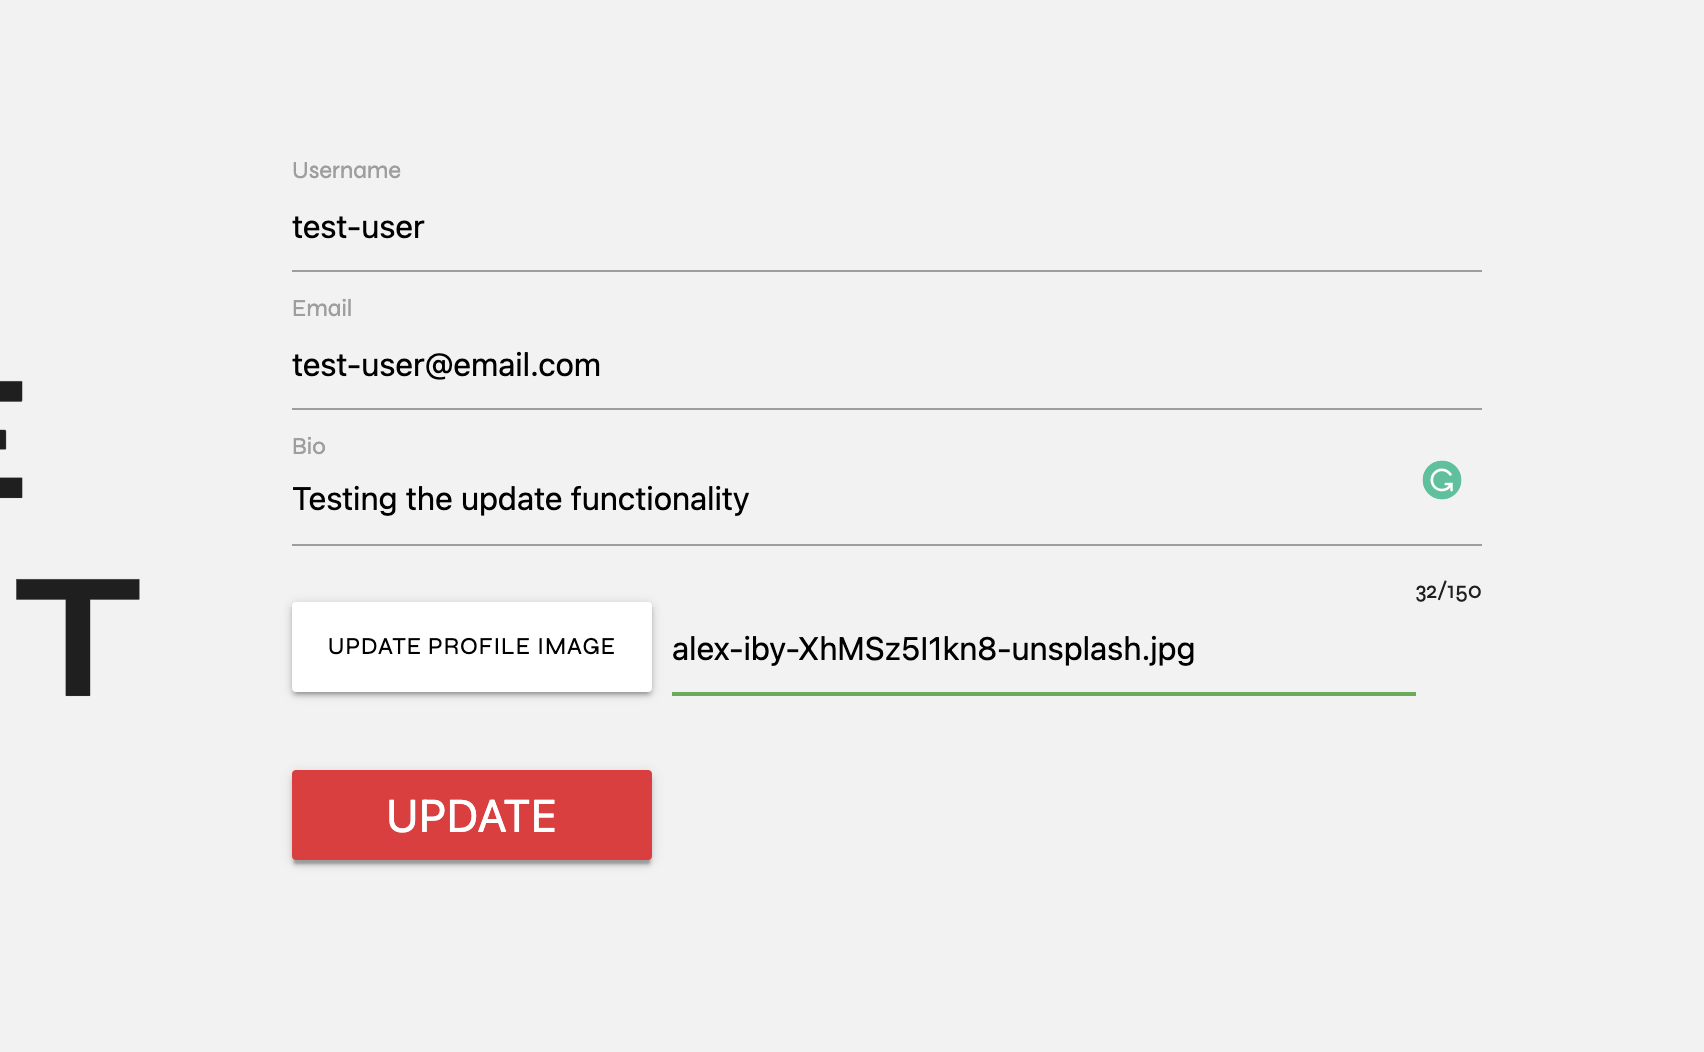 Username
test-user
Email
test-user@email.com
Bio
Testing the update functionality
32/150
UPDATE PROFILE IMAGE
alex-iby-XhMSz5I1kn8-unsplash.jpg
UPDATE
E
T